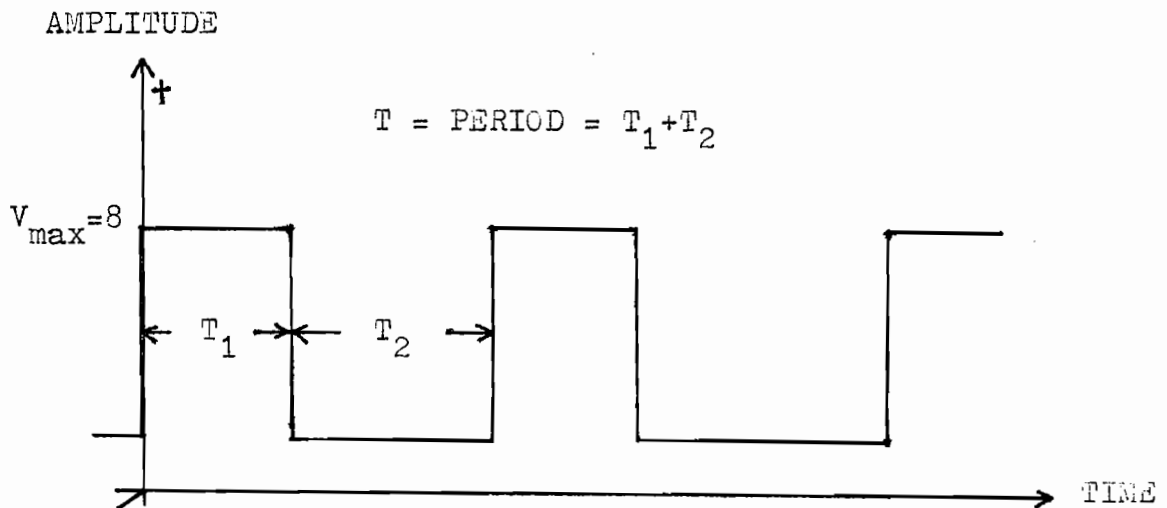 AMPLITUDE
+
T = PERIOD = T₁+T₂
Vmax=8
T₁
T₂
TIME